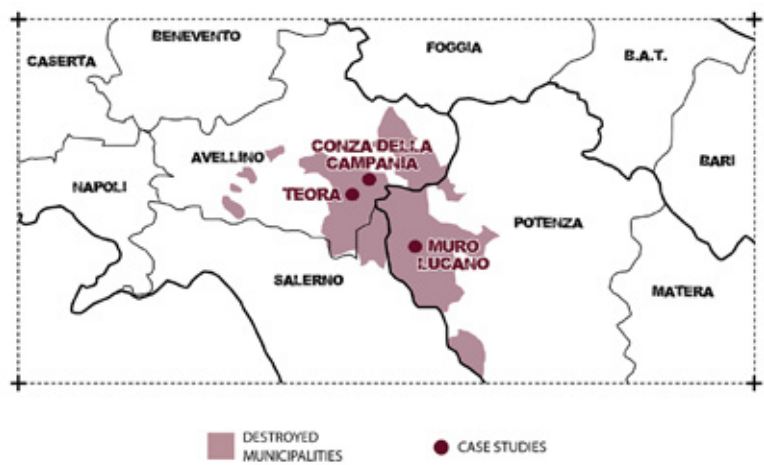 BENEVENTO
FOGGIA
CASERTA
B.A.T.
CONZA DELLA
CAMPANIA
AVELLINO
BARI
NAPOLI
TEORA
POTENZA
MURO
LUCANO
SALERNO
MATERA
DESTROYED
MUNICIPALITIES
CASE STUDIES